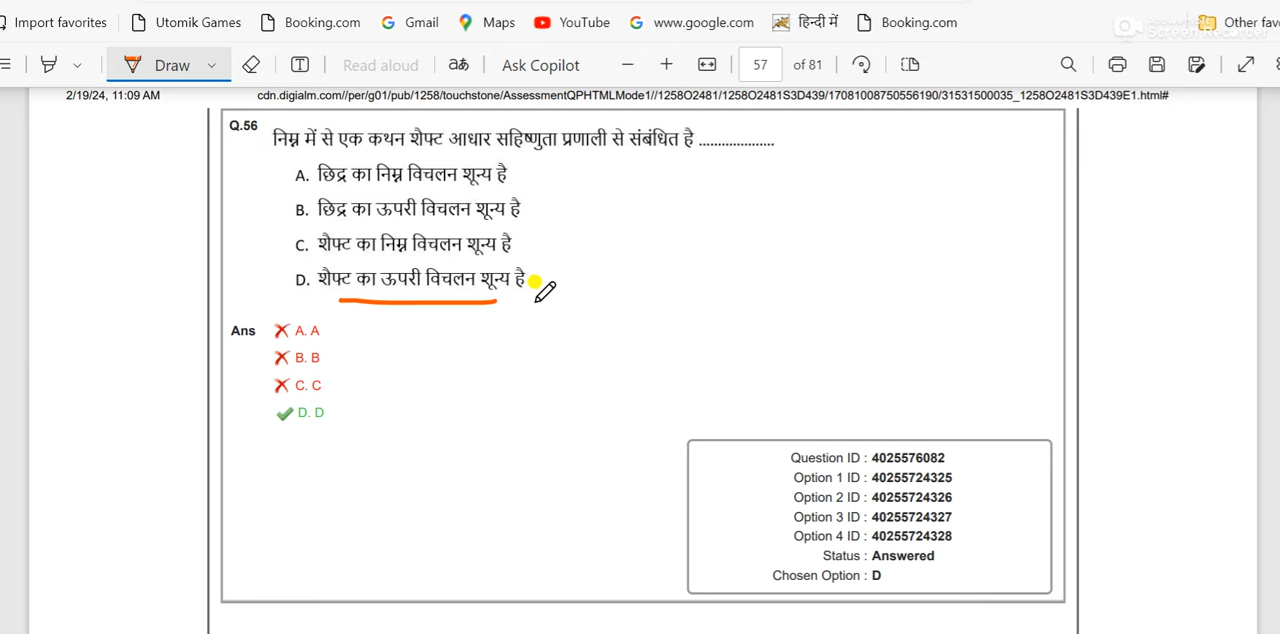 Import favorites Utomik Games Booking.com Gmail Maps YouTube www.google.com हिन्दी में Booking.com Other favo
Draw Read aloud aあ Ask Copilot 57 of 81
2/19/24, 11:09 AM cdn.digialm.com//per/g01/pub/1258/touchstone/AssessmentQPHTMLMode1//1258O2481/1258O2481S3D439/17081008750556190/31531500035_1258O2481S3D439E1.html#
Q.56 निम्न में से एक कथन शैफ्ट आधार सहिष्णुता प्रणाली से संबंधित है ....................
A. छिद्र का निम्न विचलन शून्य है
B. छिद्र का ऊपरी विचलन शून्य है
C. शैफ्ट का निम्न विचलन शून्य है
D. शैफ्ट का ऊपरी विचलन शून्य है
Ans A. A
B. B
C. C
D. D
Question ID : 4025576082
Option 1 ID : 40255724325
Option 2 ID : 40255724326
Option 3 ID : 40255724327
Option 4 ID : 40255724328
Status : Answered
Chosen Option : D